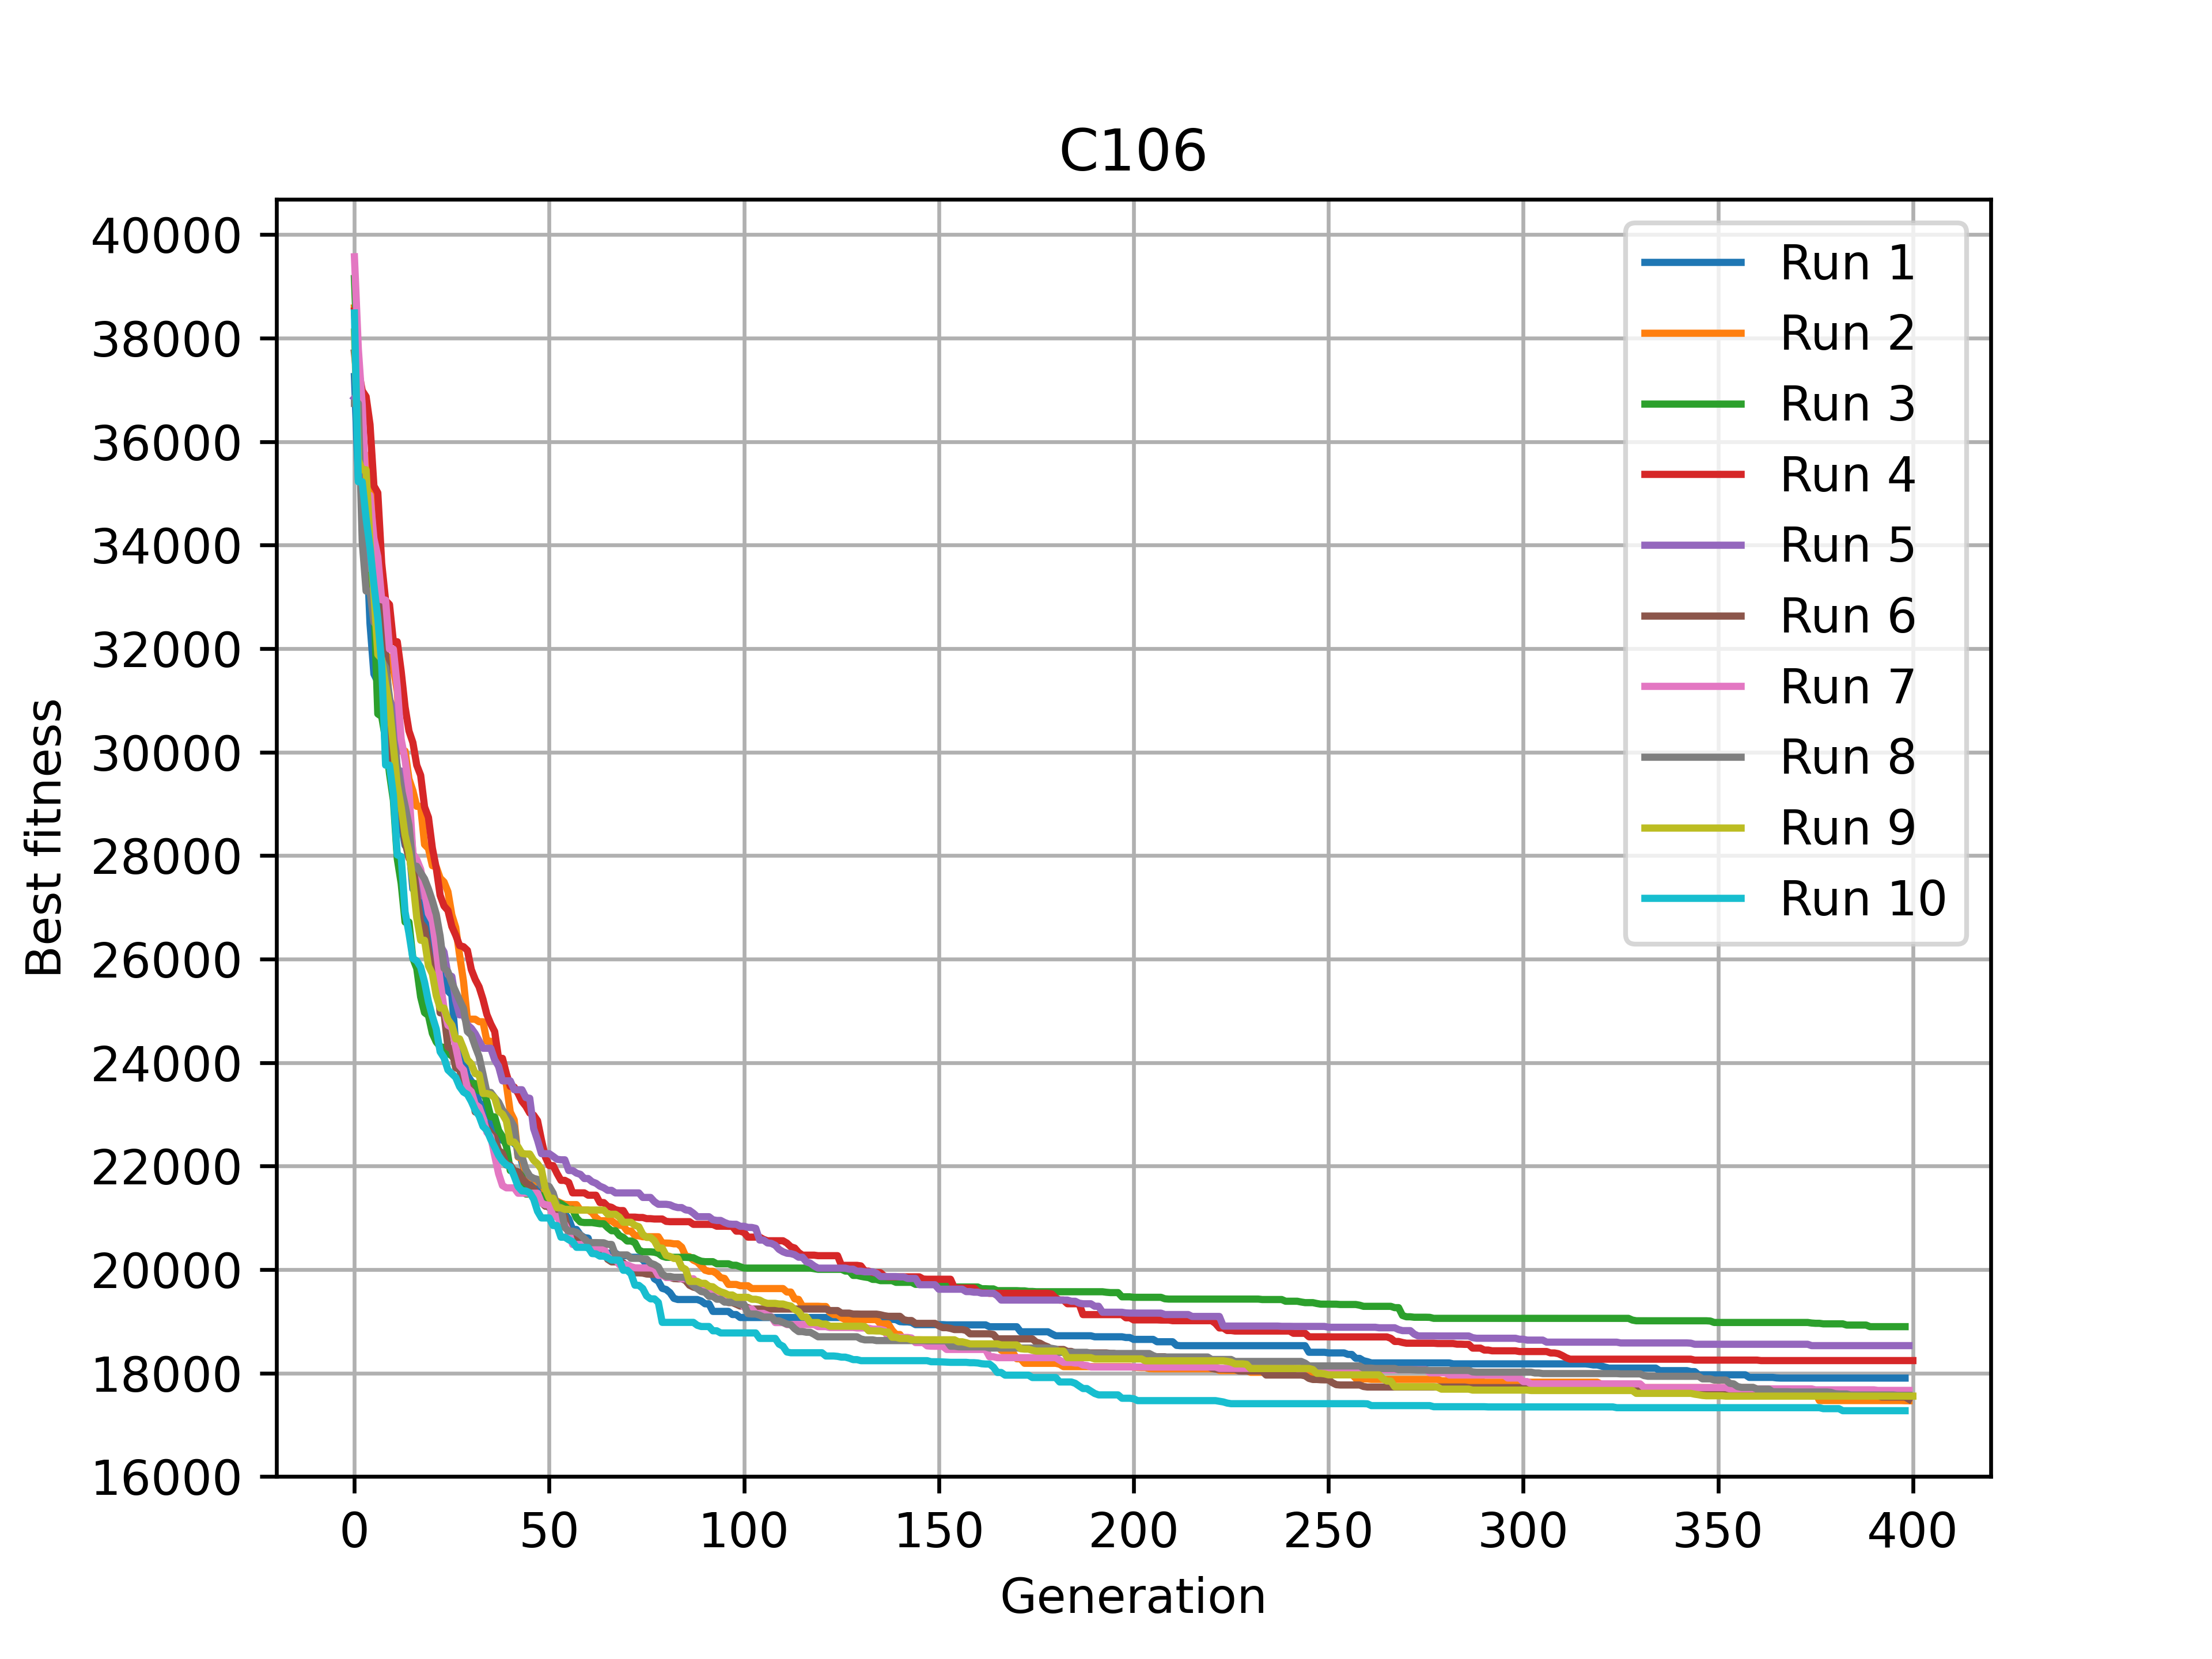 C106
40000
38000
36000
34000
32000
30000
28000
26000
24000
22000
20000
18000
16000
Best fitness
0 50 100 150 200 250 300 350 400
Generation
Run 1
Run 2
Run 3
Run 4
Run 5
Run 6
Run 7
Run 8
Run 9
Run 10